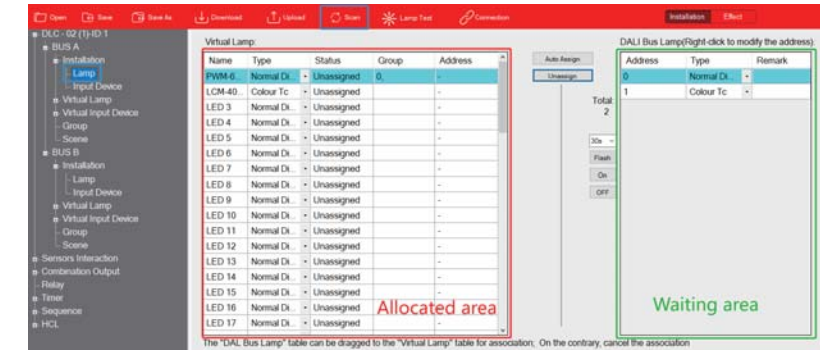 Open Save Save As Download Upload Scan Lamp Test Connection Installation Effect
DLC - 02 (1)-ID:1
BUS A
Installation
Lamp
Input Device
Virtual Lamp
Virtual Input Device
Group
Scene
BUS B
Installation
Lamp
Input Device
Virtual Lamp
Virtual Input Device
Group
Scene
Sensors Interaction
Combination Output
Relay
Timer
Sequence
HCL
Virtual Lamp:
Name Type Status Group Address
PWM-6... Normal Di... Unassigned 0, -
LCM-40... Colour Tc Unassigned -
LED 3 Normal Di... Unassigned -
LED 4 Normal Di... Unassigned -
LED 5 Normal Di... Unassigned -
LED 6 Normal Di... Unassigned -
LED 7 Normal Di... Unassigned -
LED 8 Normal Di... Unassigned -
LED 9 Normal Di... Unassigned -
LED 10 Normal Di... Unassigned -
LED 11 Normal Di... Unassigned -
LED 12 Normal Di... Unassigned -
LED 13 Normal Di... Unassigned -
LED 14 Normal Di... Unassigned -
LED 15 Normal Di... Unassigned -
LED 16 Normal Di... Unassigned
LED 17 Normal Di... Unassigned
Allocated area
Auto Assign
Unassign
Total:
2
30s
Flash
On
OFF
DALI Bus Lamp(Right-click to modify the address):
Address Type Remark
0 Normal Di...
1 Colour Tc
Waiting area
The "DAL Bus Lamp" table can be dragged to the "Virtual Lamp" table for association; On the contrary, cancel the association